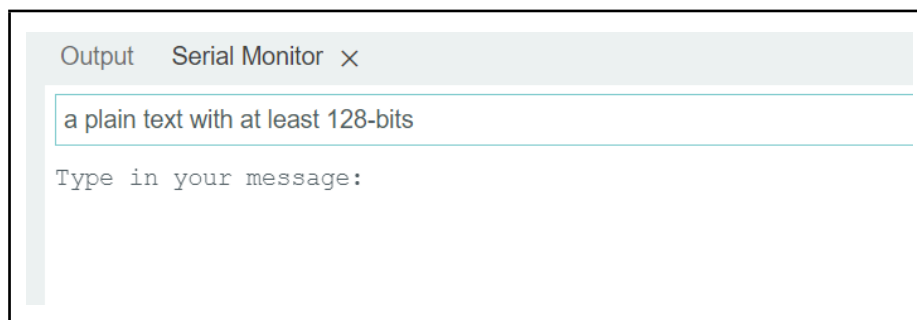 Output Serial Monitor ×
a plain text with at least 128-bits
Type in your message: